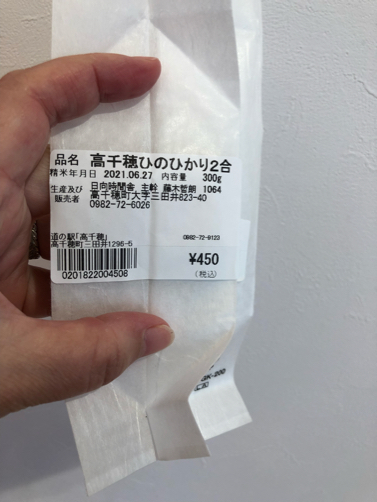 品名 高千穂ひのひかり2合
精米年月日 2021.06.27 内容量 300g
生産及び 日向時間舎 主幹 藤木哲朗 1064
販売者 高千穂町大字三田井823-40
0982-72-6026
道の駅「高千穂」 0982-72-9123
高千穂町三田井1296-5
¥450
0201822004508 (税込)
GK-200